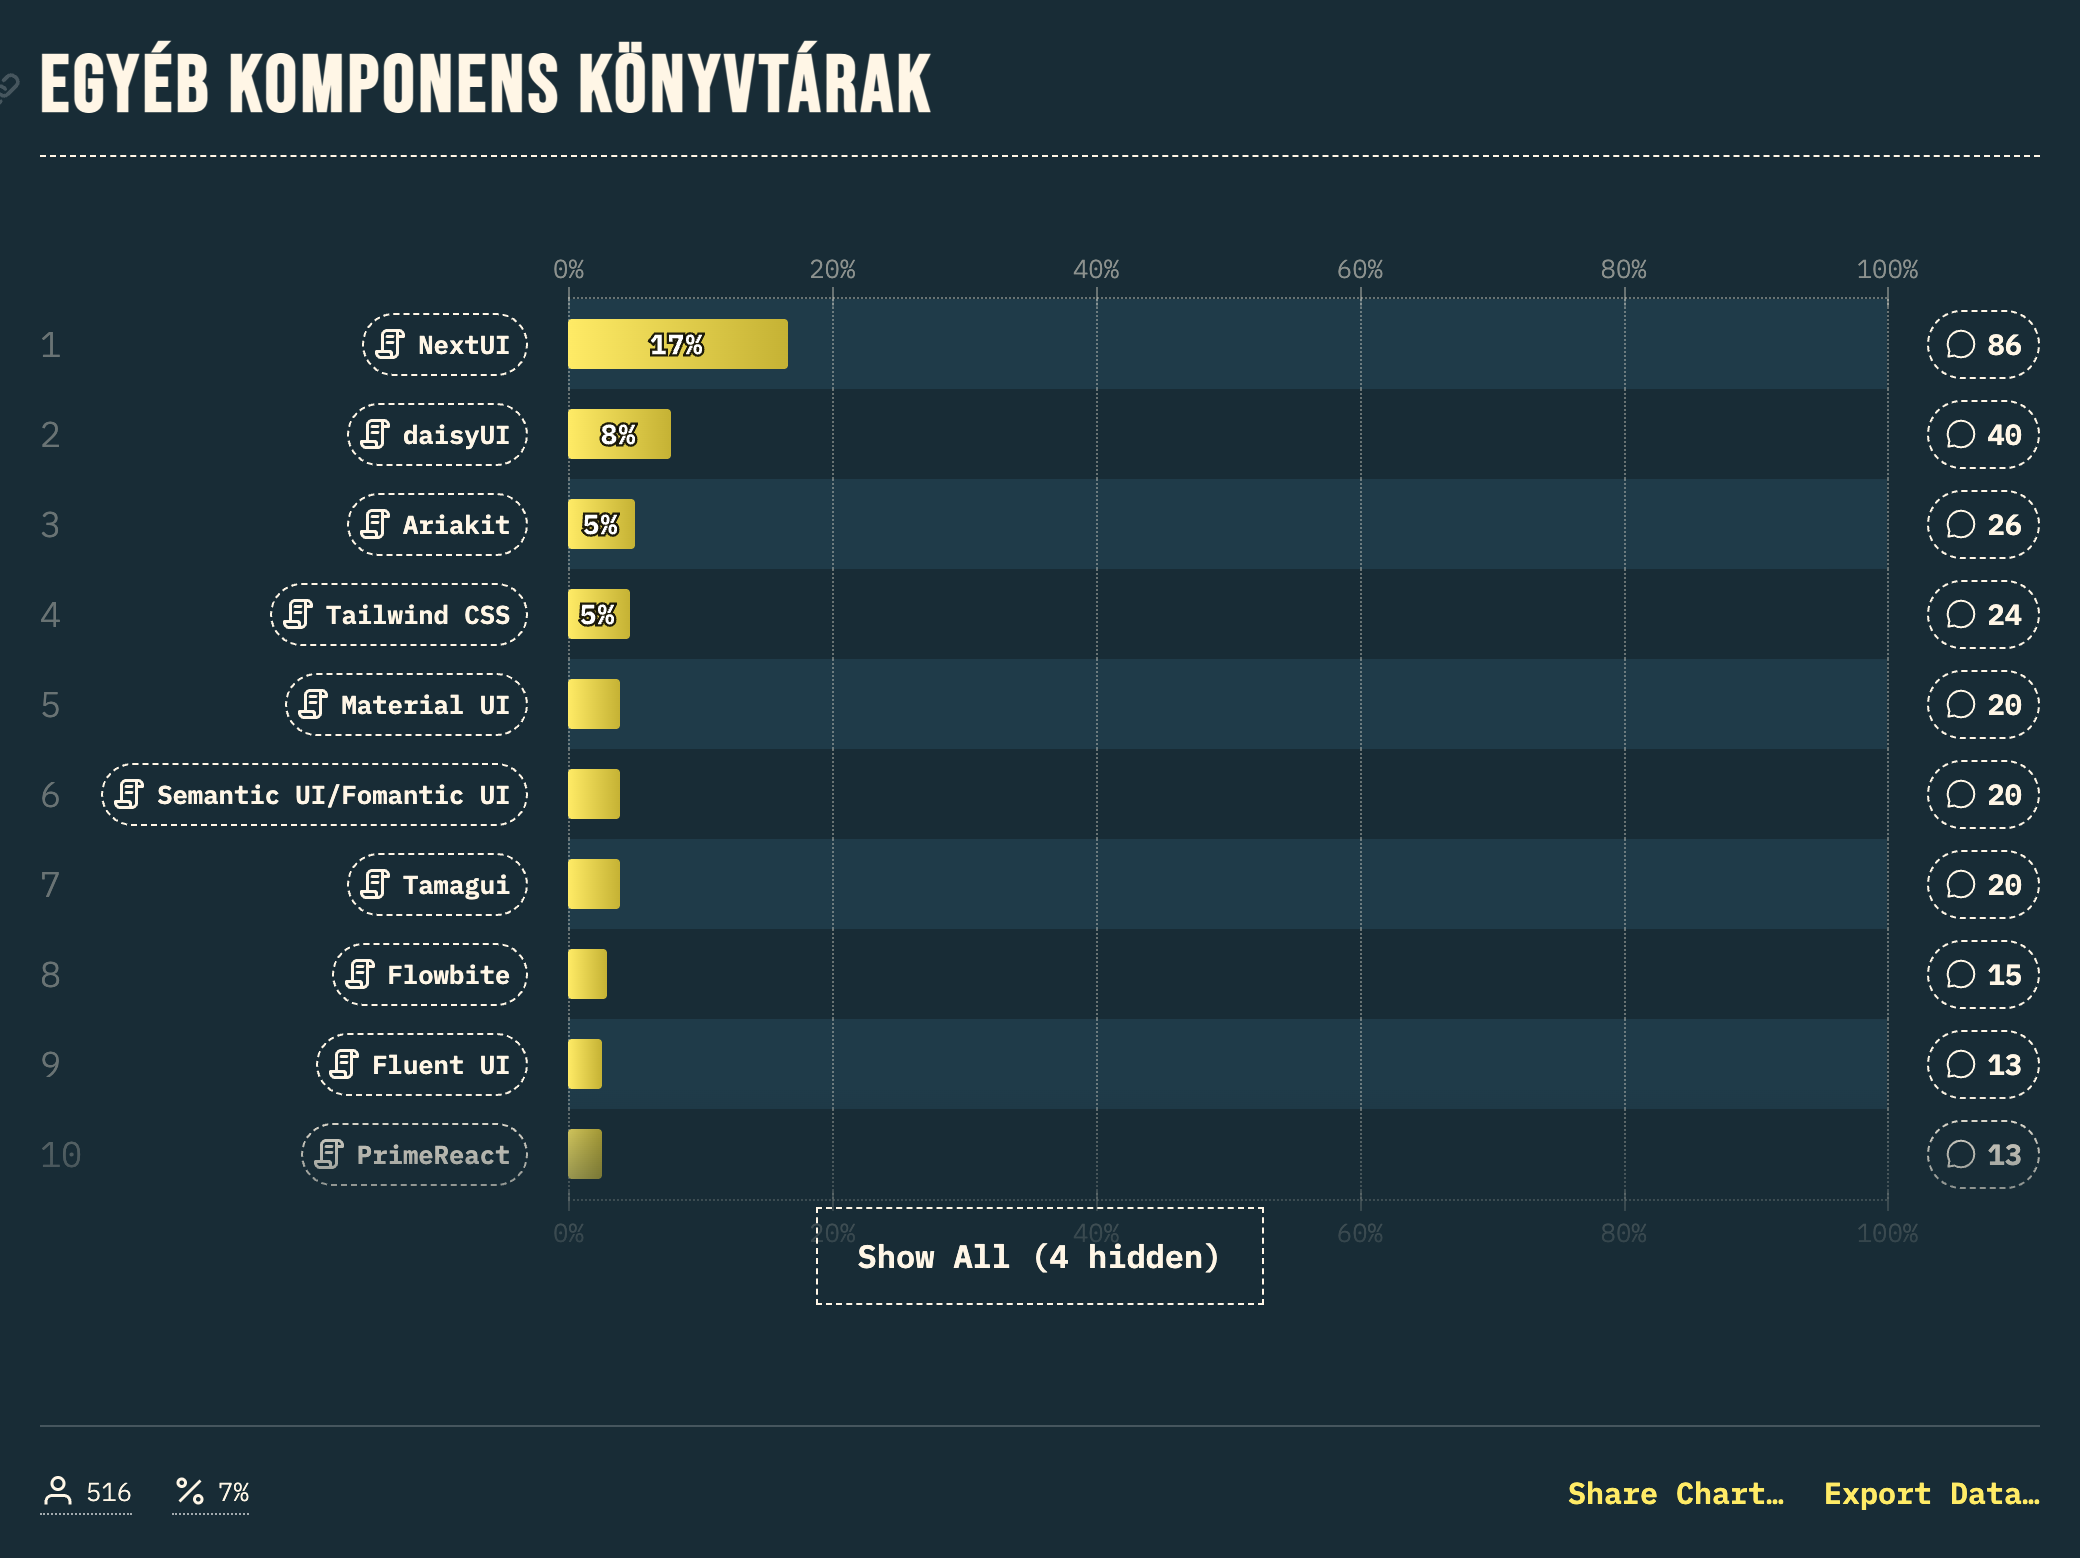 EGYÉB KOMPONENS KÖNYVTÁRAK
0% 20% 40% 60% 80% 100%
1 NextUI 17% 86
2 daisyUI 8% 40
3 Ariakit 5% 26
4 Tailwind CSS 5% 24
5 Material UI 20
6 Semantic UI/Fomantic UI 20
7 Tamagui 20
8 Flowbite 15
9 Fluent UI 13
10 PrimeReact 13
0% 20% 40% 60% 80% 100%
Show All (4 hidden)
516 7% Share Chart… Export Data…